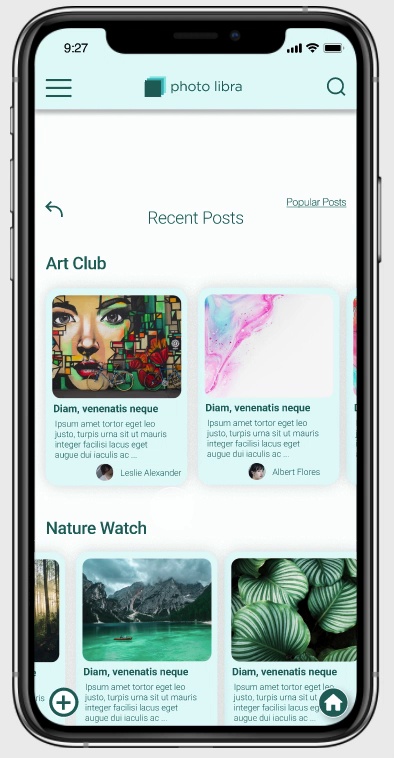 9:27
photo libra
Popular Posts
Recent Posts
Art Club
Diam, venenatis neque
Ipsum amet tortor eget leo
justo, turpis urna sit ut mauris
integer facilisi lacus eget
augue dui iaculis ac ...
Leslie Alexander
Diam, venenatis neque
Ipsum amet tortor eget leo
justo, turpis urna sit ut mauris
integer facilisi lacus eget
augue dui iaculis ac ...
Albert Flores
Nature Watch
Diam, venenatis neque
Ipsum amet tortor eget leo
justo, turpis urna sit ut mauris
integer facilisi lacus eget
augue dui iaculis ac ...
Diam, venenatis neque
Ipsum amet tortor eget leo
justo, turpis urna sit ut mauris
integer facilisi lacus eget
augue dui iaculis ac ...